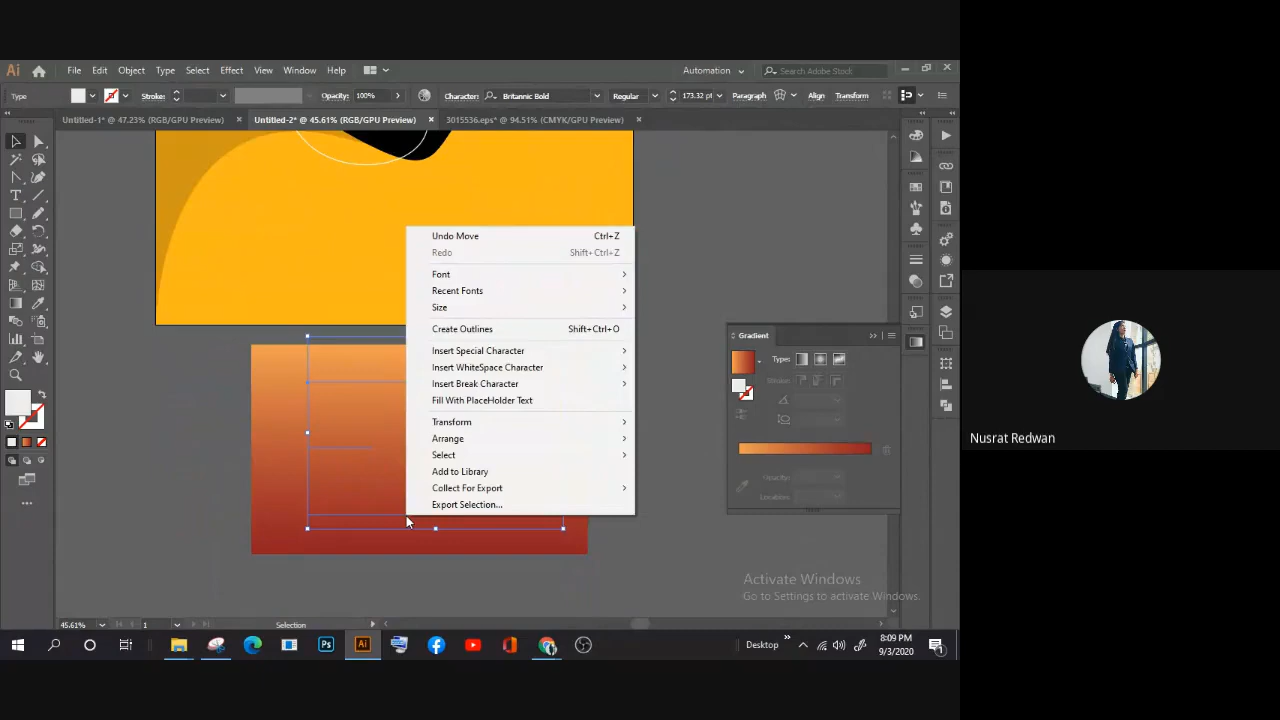 Ai File Edit Object Type Select Effect View Window Help Automation Search Adobe Stock
Type Stroke: Opacity: 100% Character: Britannic Bold Regular 173.32 pt Paragraph Align Transform
Untitled-1* @ 47.23% (RGB/GPU Preview) Untitled-2* @ 45.61% (RGB/GPU Preview) 3015536.eps* @ 94.51% (CMYK/GPU Preview)
Undo Move Ctrl+Z
Redo Shift+Ctrl+Z
Font
Recent Fonts
Size
Create Outlines Shift+Ctrl+O
Insert Special Character
Insert WhiteSpace Character
Insert Break Character
Fill With PlaceHolder Text
Transform
Arrange
Select
Add to Library
Collect For Export
Export Selection...
Gradient
Type:
Stroke:
Opacity:
Location:
Nusrat Redwan
Activate Windows
Go to Settings to activate Windows.
45.61% 1 Selection
Ps Ai Desktop 8:09 PM
9/3/2020